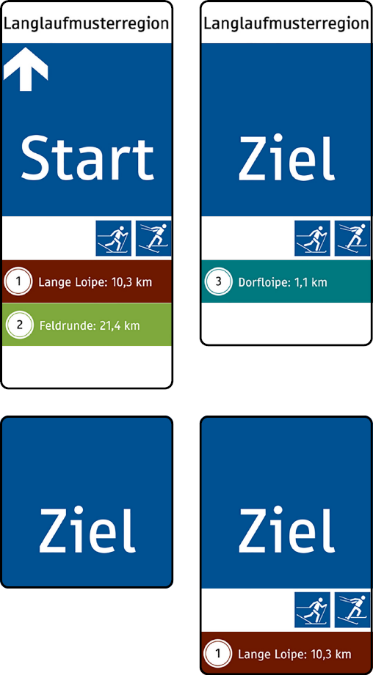 Langlaufmusterregion
Start
1 Lange Loipe: 10,3 km
2 Feldrunde: 21,4 km
Langlaufmusterregion
Ziel
3 Dorfloipe: 1,1 km
Ziel
Ziel
1 Lange Loipe: 10,3 km